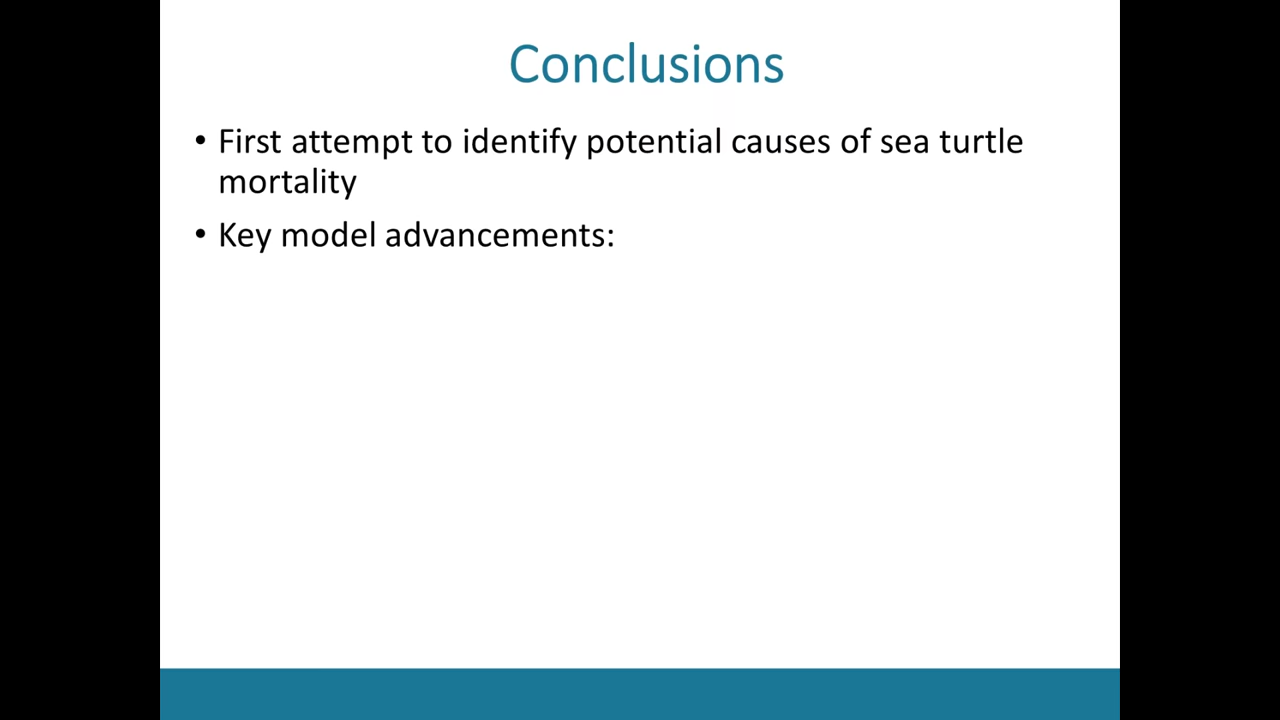 Conclusions
• First attempt to identify potential causes of sea turtle
mortality
• Key model advancements: